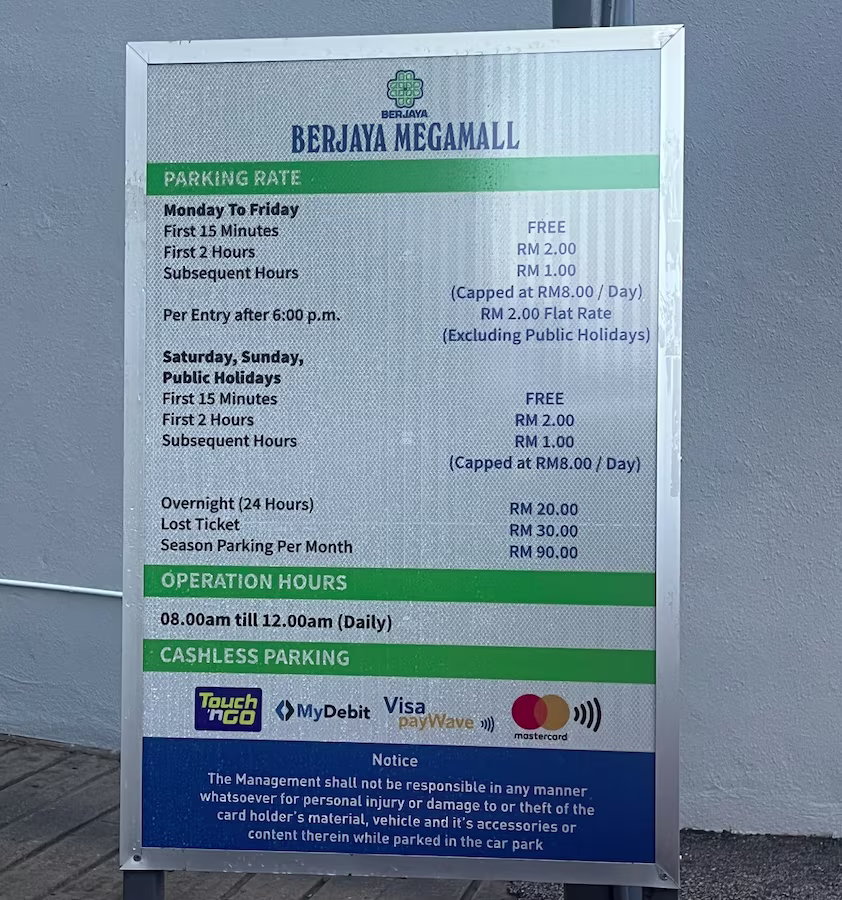 BERJAYA
BERJAYA MEGAMALL
PARKING RATE
Monday To Friday
First 15 Minutes FREE
First 2 Hours RM 2.00
Subsequent Hours RM 1.00
(Capped at RM8.00 / Day)
Per Entry after 6:00 p.m. RM 2.00 Flat Rate
(Excluding Public Holidays)
Saturday, Sunday,
Public Holidays
First 15 Minutes FREE
First 2 Hours RM 2.00
Subsequent Hours RM 1.00
(Capped at RM8.00 / Day)
Overnight (24 Hours) RM 20.00
Lost Ticket RM 30.00
Season Parking Per Month RM 90.00
OPERATION HOURS
08.00am till 12.00am (Daily)
CASHLESS PARKING
Touch 'nGO MyDebit Visa payWave mastercard
Notice
The Management shall not be responsible in any manner
whatsoever for personal injury or damage to or theft of the
card holder's material, vehicle and it's accessories or
content therein while parked in the car park